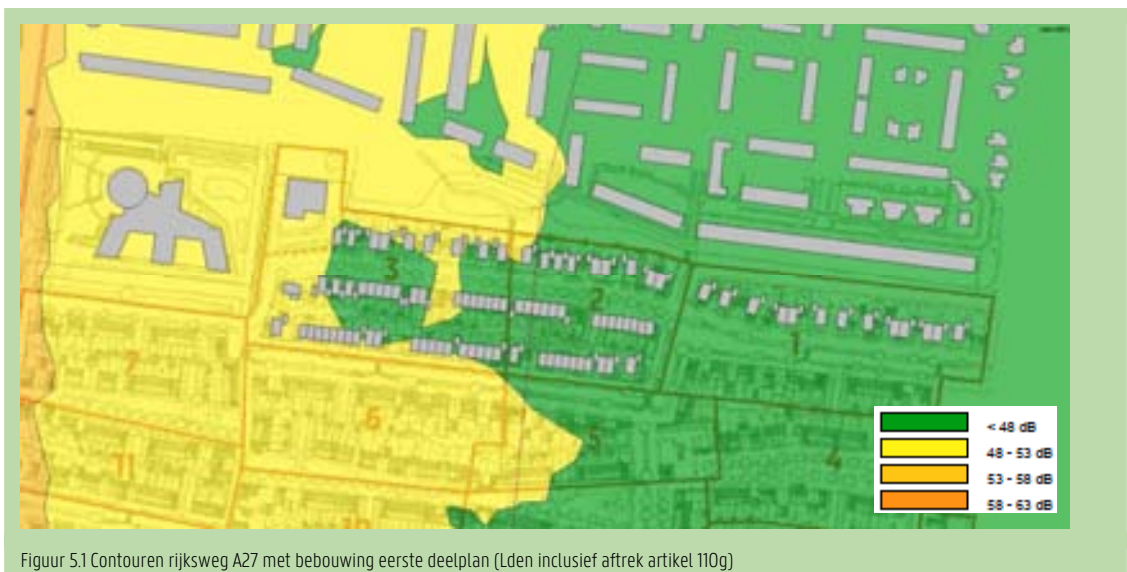 3
2
1
7
6
5
4
11
10
< 48 dB
48 - 53 dB
53 - 58 dB
58 - 63 dB
Figuur 5.1 Contouren rijksweg A27 met bebouwing eerste deelplan (Lden inclusief aftrek artikel 110g)